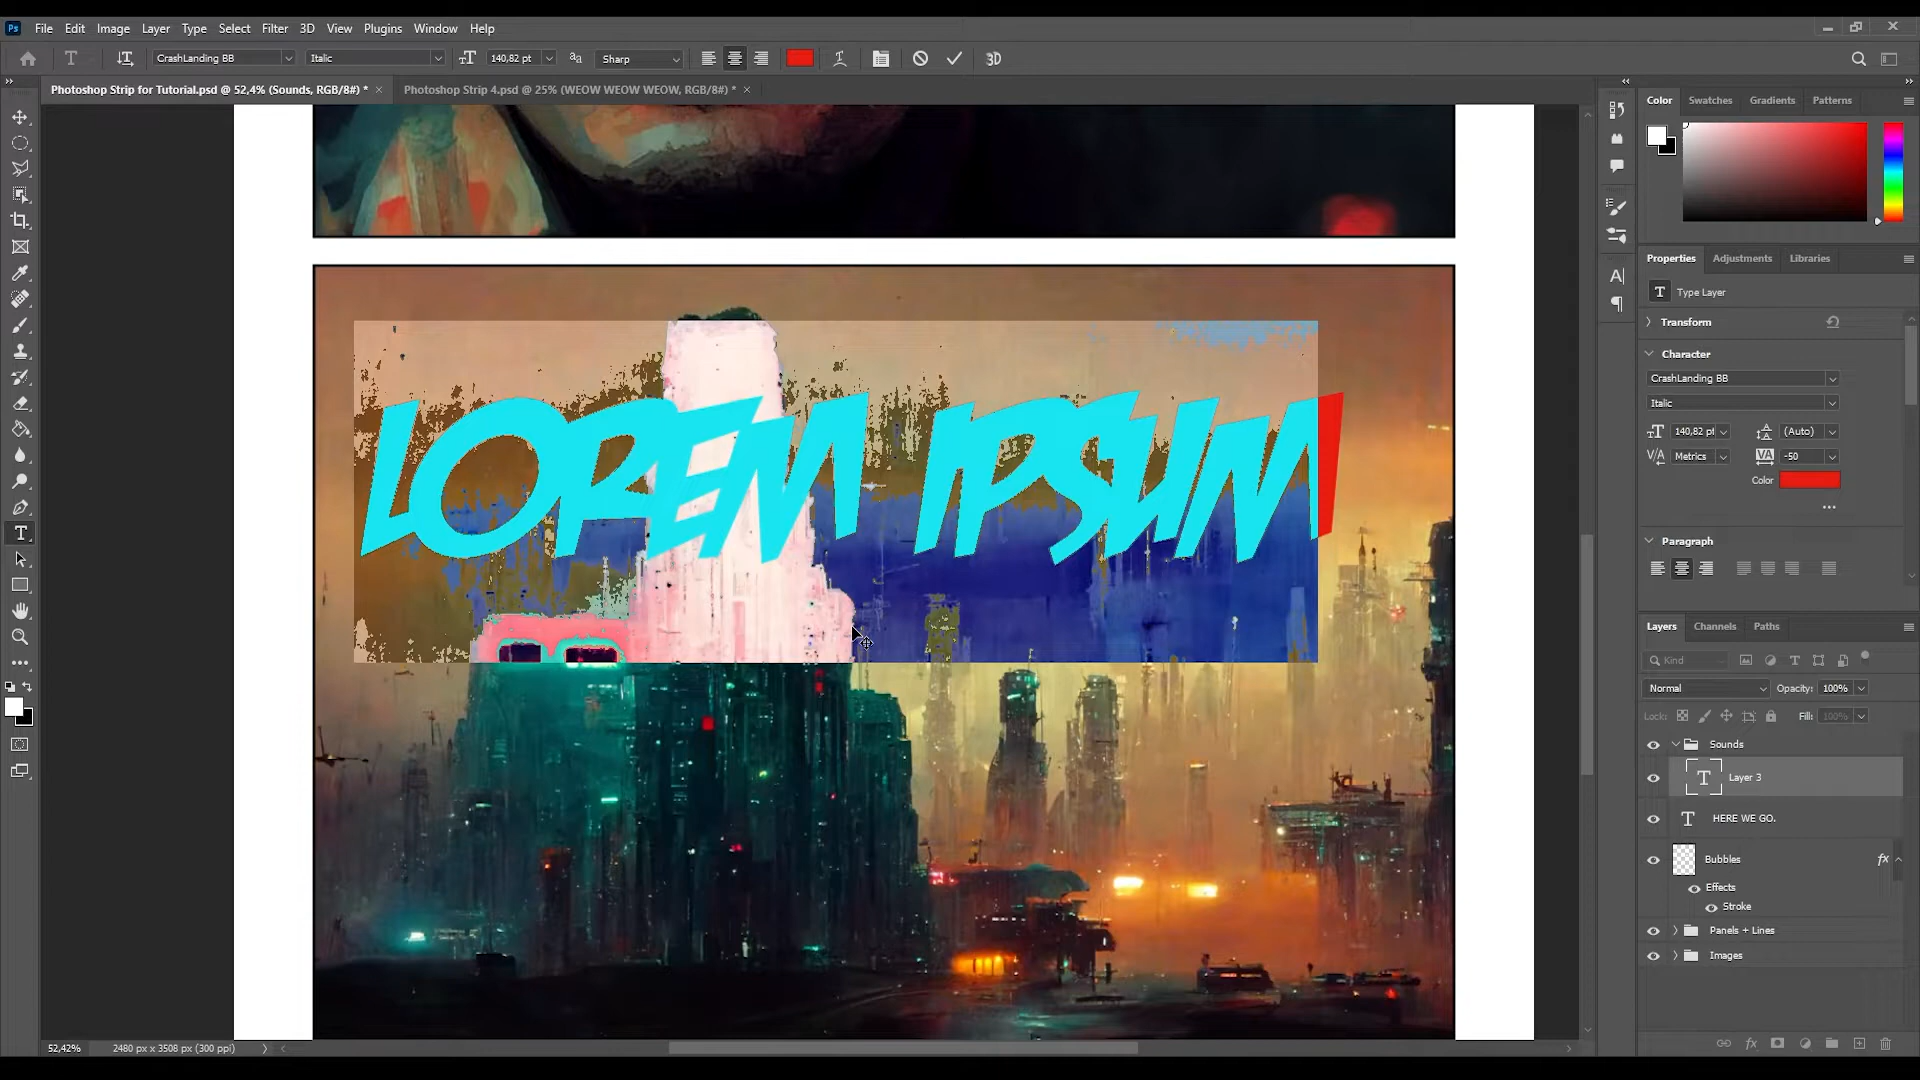 Ps File Edit Image Layer Type Select Filter 3D View Plugins Window Help
T CrashLanding BB Italic 140,82 pt Sharp 3D
Photoshop Strip for Tutorial.psd @ 52,4% (Sounds, RGB/8#) * × Photoshop Strip 4.psd @ 25% (WEOW WEOW WEOW, RGB/8#) * ×
Color Swatches Gradients Patterns
Properties Adjustments Libraries
T Type Layer
Transform
Character
CrashLanding BB
Italic
140,82 pt (Auto)
Metrics -50
Color
Paragraph
LOREM IPSUM
Layers Channels Paths
Kind
Normal Opacity: 100%
Lock: Fill: 100%
Sounds
T Layer 3
T HERE WE GO.
Bubbles fx
Effects
Stroke
Panels + Lines
Images
52,42% 2480 px x 3508 px (300 ppi)
fx